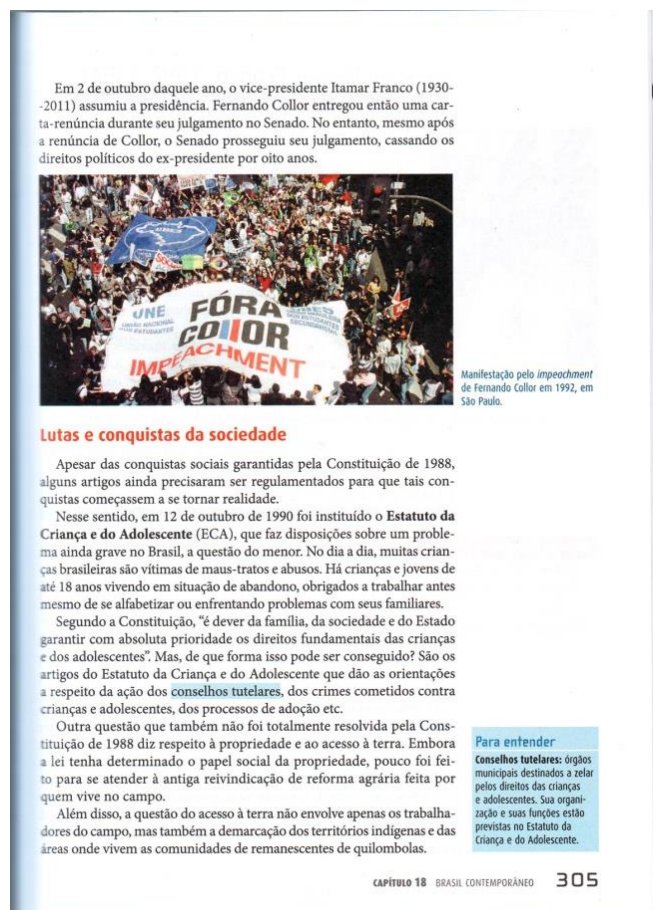 Em 2 de outubro daquele ano, o vice-presidente Itamar Franco (1930-
-2011) assumiu a presidência. Fernando Collor entregou então uma car-
ta-renúncia durante seu julgamento no Senado. No entanto, mesmo após
a renúncia de Collor, o Senado prosseguiu seu julgamento, cassando os
direitos políticos do ex-presidente por oito anos.
UNE
UNIÃO NACIONAL
DOS ESTUDANTES
FÓRA
COLLOR
IMPEACHMENT
Manifestação pelo impeachment
de Fernando Collor em 1992, em
São Paulo.
Lutas e conquistas da sociedade
Apesar das conquistas sociais garantidas pela Constituição de 1988,
alguns artigos ainda precisaram ser regulamentados para que tais con-
quistas começassem a se tornar realidade.
Nesse sentido, em 12 de outubro de 1990 foi instituído o Estatuto da
Criança e do Adolescente (ECA), que faz disposições sobre um proble-
ma ainda grave no Brasil, a questão do menor. No dia a dia, muitas crian-
ças brasileiras são vítimas de maus-tratos e abusos. Há crianças e jovens de
até 18 anos vivendo em situação de abandono, obrigados a trabalhar antes
mesmo de se alfabetizar ou enfrentando problemas com seus familiares.
Segundo a Constituição, “é dever da família, da sociedade e do Estado
garantir com absoluta prioridade os direitos fundamentais das crianças
e dos adolescentes”. Mas, de que forma isso pode ser conseguido? São os
artigos do Estatuto da Criança e do Adolescente que dão as orientações
a respeito da ação dos conselhos tutelares, dos crimes cometidos contra
crianças e adolescentes, dos processos de adoção etc.
Outra questão que também não foi totalmente resolvida pela Cons-
tituição de 1988 diz respeito à propriedade e ao acesso à terra. Embora
a lei tenha determinado o papel social da propriedade, pouco foi fei-
to para se atender à antiga reivindicação de reforma agrária feita por
quem vive no campo.
Além disso, a questão do acesso à terra não envolve apenas os trabalha-
dores do campo, mas também a demarcação dos territórios indígenas e das
áreas onde vivem as comunidades de remanescentes de quilombolas.
Para entender
Conselhos tutelares: órgãos
municipais destinados a zelar
pelos direitos das crianças
e adolescentes. Sua organi-
zação e suas funções estão
previstas no Estatuto da
Criança e do Adolescente.
CAPÍTULO 18 BRASIL CONTEMPORÂNEO 305